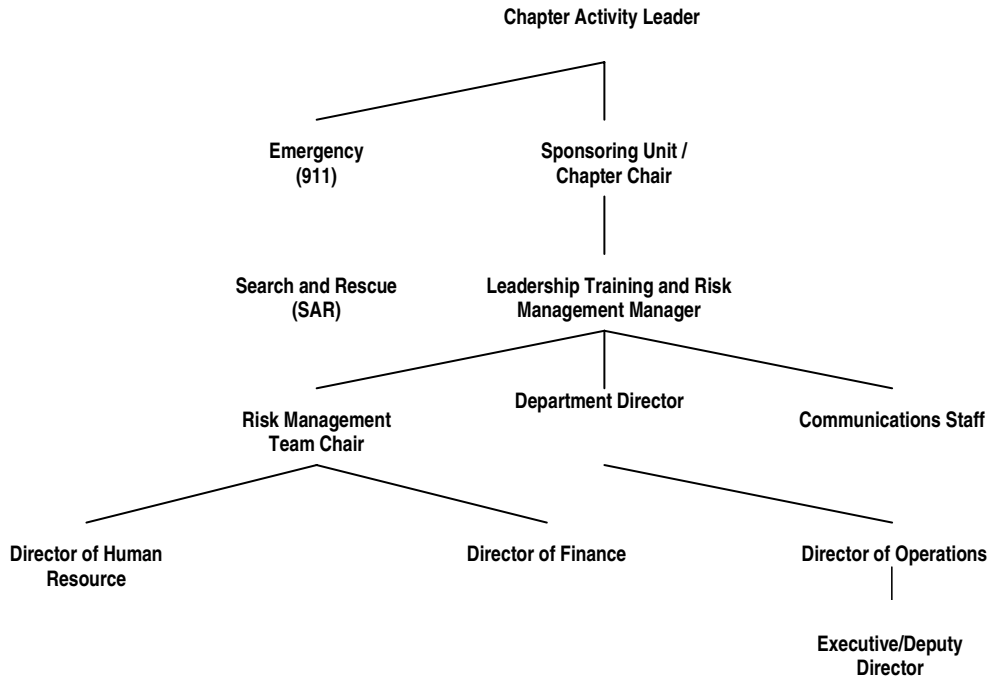 Chapter Activity Leader
Emergency
(911)
Sponsoring Unit /
Chapter Chair
Search and Rescue
(SAR)
Leadership Training and Risk
Management Manager
Risk Management
Team Chair
Department Director
Communications Staff
Director of Human
Resource
Director of Finance
Director of Operations
Executive/Deputy
Director